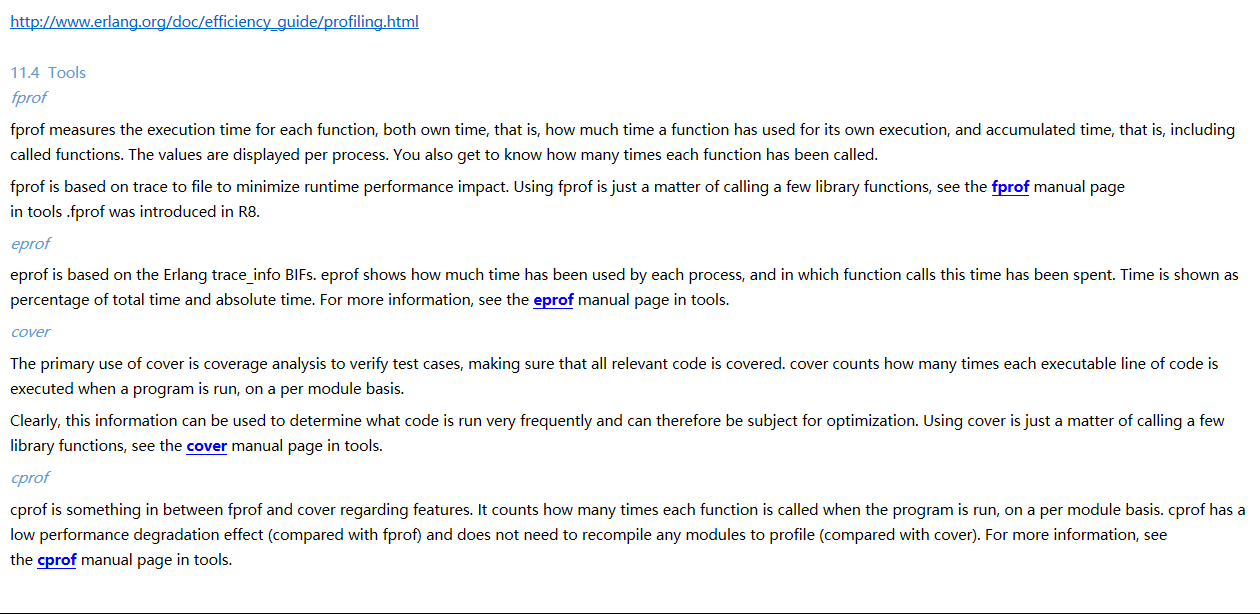 http://www.erlang.org/doc/efficiency_guide/profiling.html
11.4  Tools
fprof
fprof measures the execution time for each function, both own time, that is, how much time a function has used for its own execution, and accumulated time, that is, including
called functions. The values are displayed per process. You also get to know how many times each function has been called.
fprof is based on trace to file to minimize runtime performance impact. Using fprof is just a matter of calling a few library functions, see the fprof manual page
in tools .fprof was introduced in R8.
eprof
eprof is based on the Erlang trace_info BIFs. eprof shows how much time has been used by each process, and in which function calls this time has been spent. Time is shown as
percentage of total time and absolute time. For more information, see the eprof manual page in tools.
cover
The primary use of cover is coverage analysis to verify test cases, making sure that all relevant code is covered. cover counts how many times each executable line of code is
executed when a program is run, on a per module basis.
Clearly, this information can be used to determine what code is run very frequently and can therefore be subject for optimization. Using cover is just a matter of calling a few
library functions, see the cover manual page in tools.
cprof
cprof is something in between fprof and cover regarding features. It counts how many times each function is called when the program is run, on a per module basis. cprof has a
low performance degradation effect (compared with fprof) and does not need to recompile any modules to profile (compared with cover). For more information, see
the cprof manual page in tools.